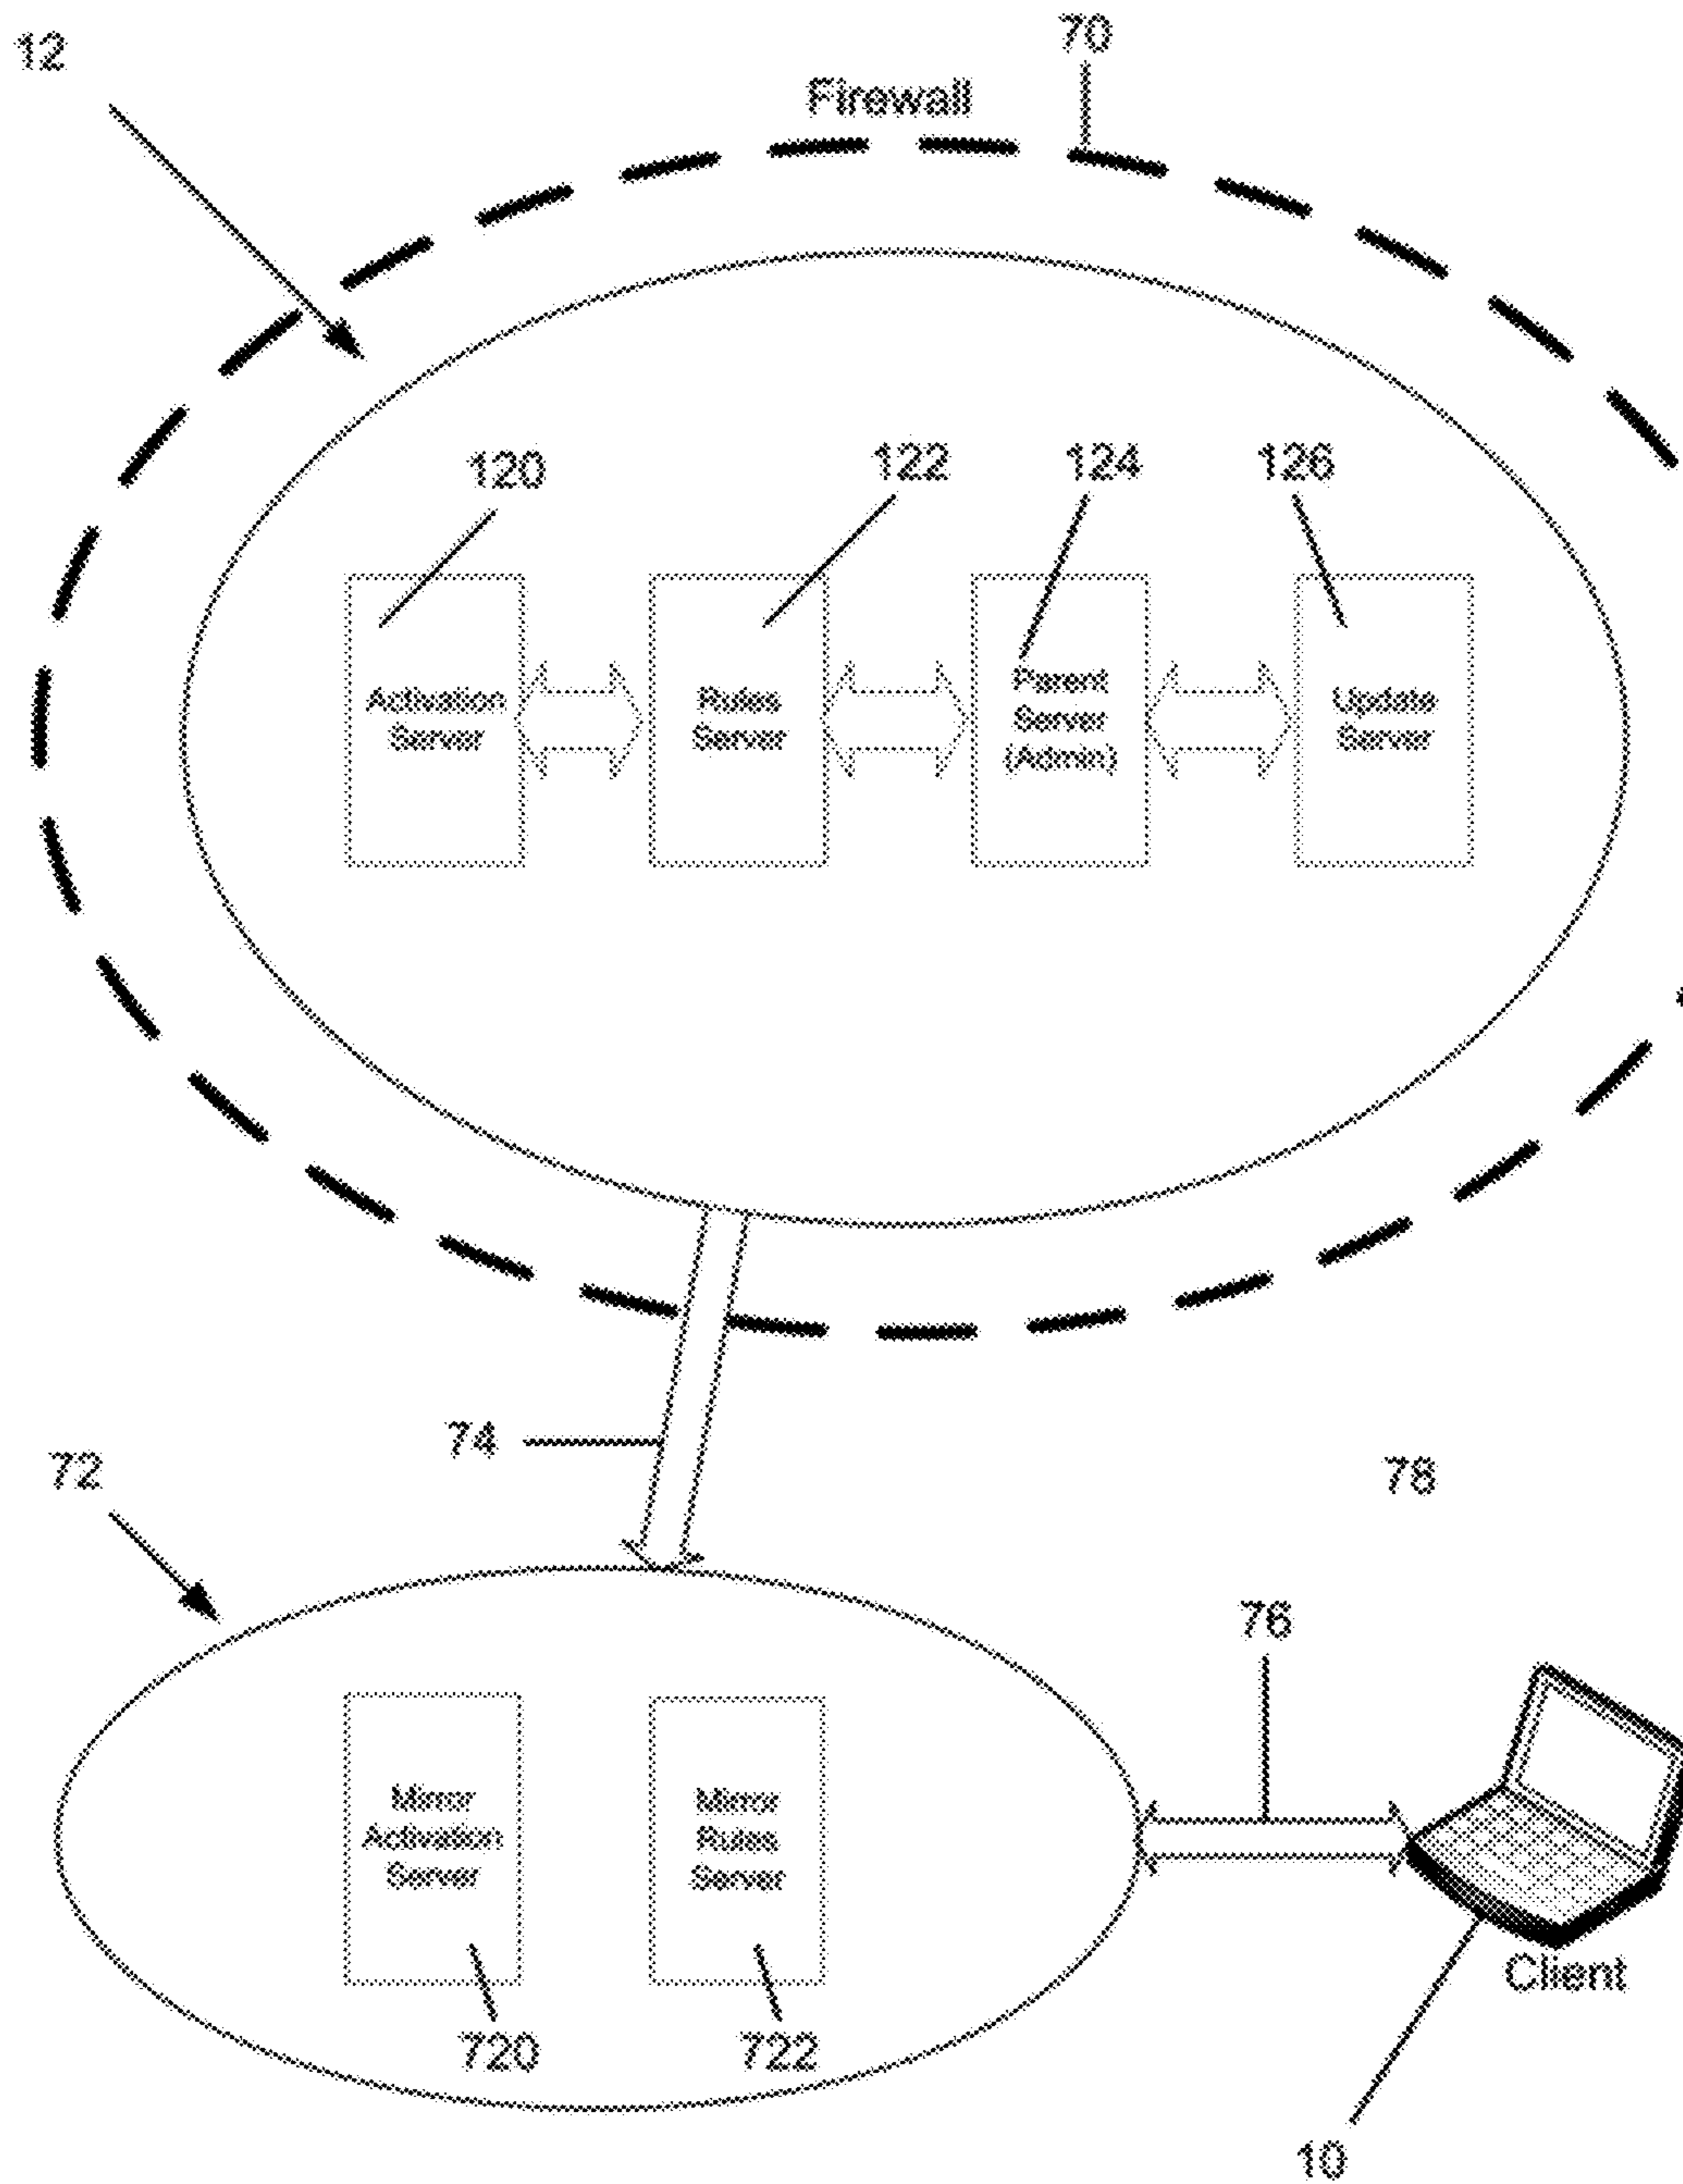 12
70
Firewall
120
122
124
126
Activation
Server
Rules
Server
Parent
Server
(Admin)
Update
Server
74
72
78
76
Mirror
Activation
Server
Mirror
Rules
Server
Client
720
722
10